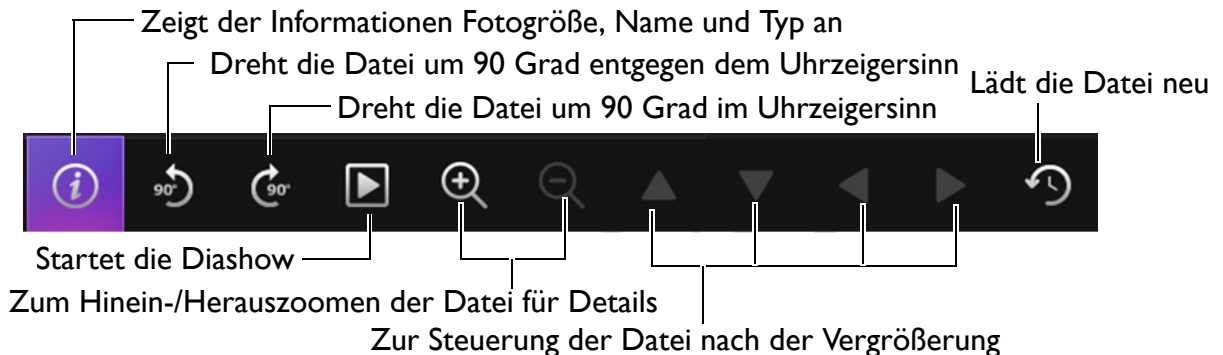 Zeigt der Informationen Fotogröße, Name und Typ an
Dreht die Datei um 90 Grad entgegen dem Uhrzeigersinn
Lädt die Datei neu
Dreht die Datei um 90 Grad im Uhrzeigersinn
i 90° 90°
Startet die Diashow
Zum Hinein-/Herauszoomen der Datei für Details
Zur Steuerung der Datei nach der Vergrößerung